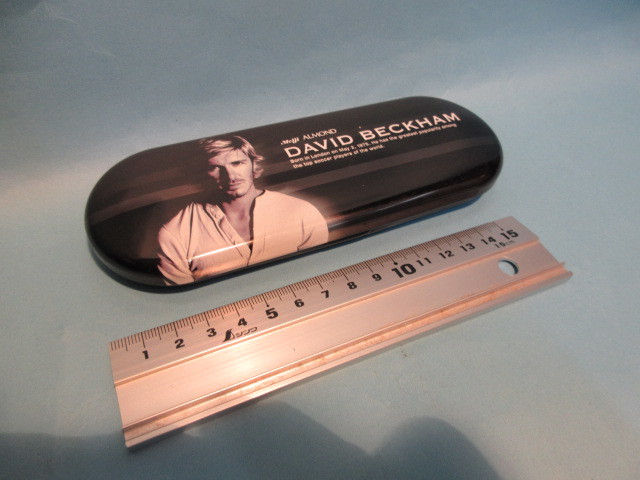 Meiji ALMOND
DAVID BECKHAM
Born in London on May 2, 1975. He has the greatest popularity among
the top soccer players of the world.
1 2 3 4 5 6 7 8 9 10 11 12 13 14 15
15cm